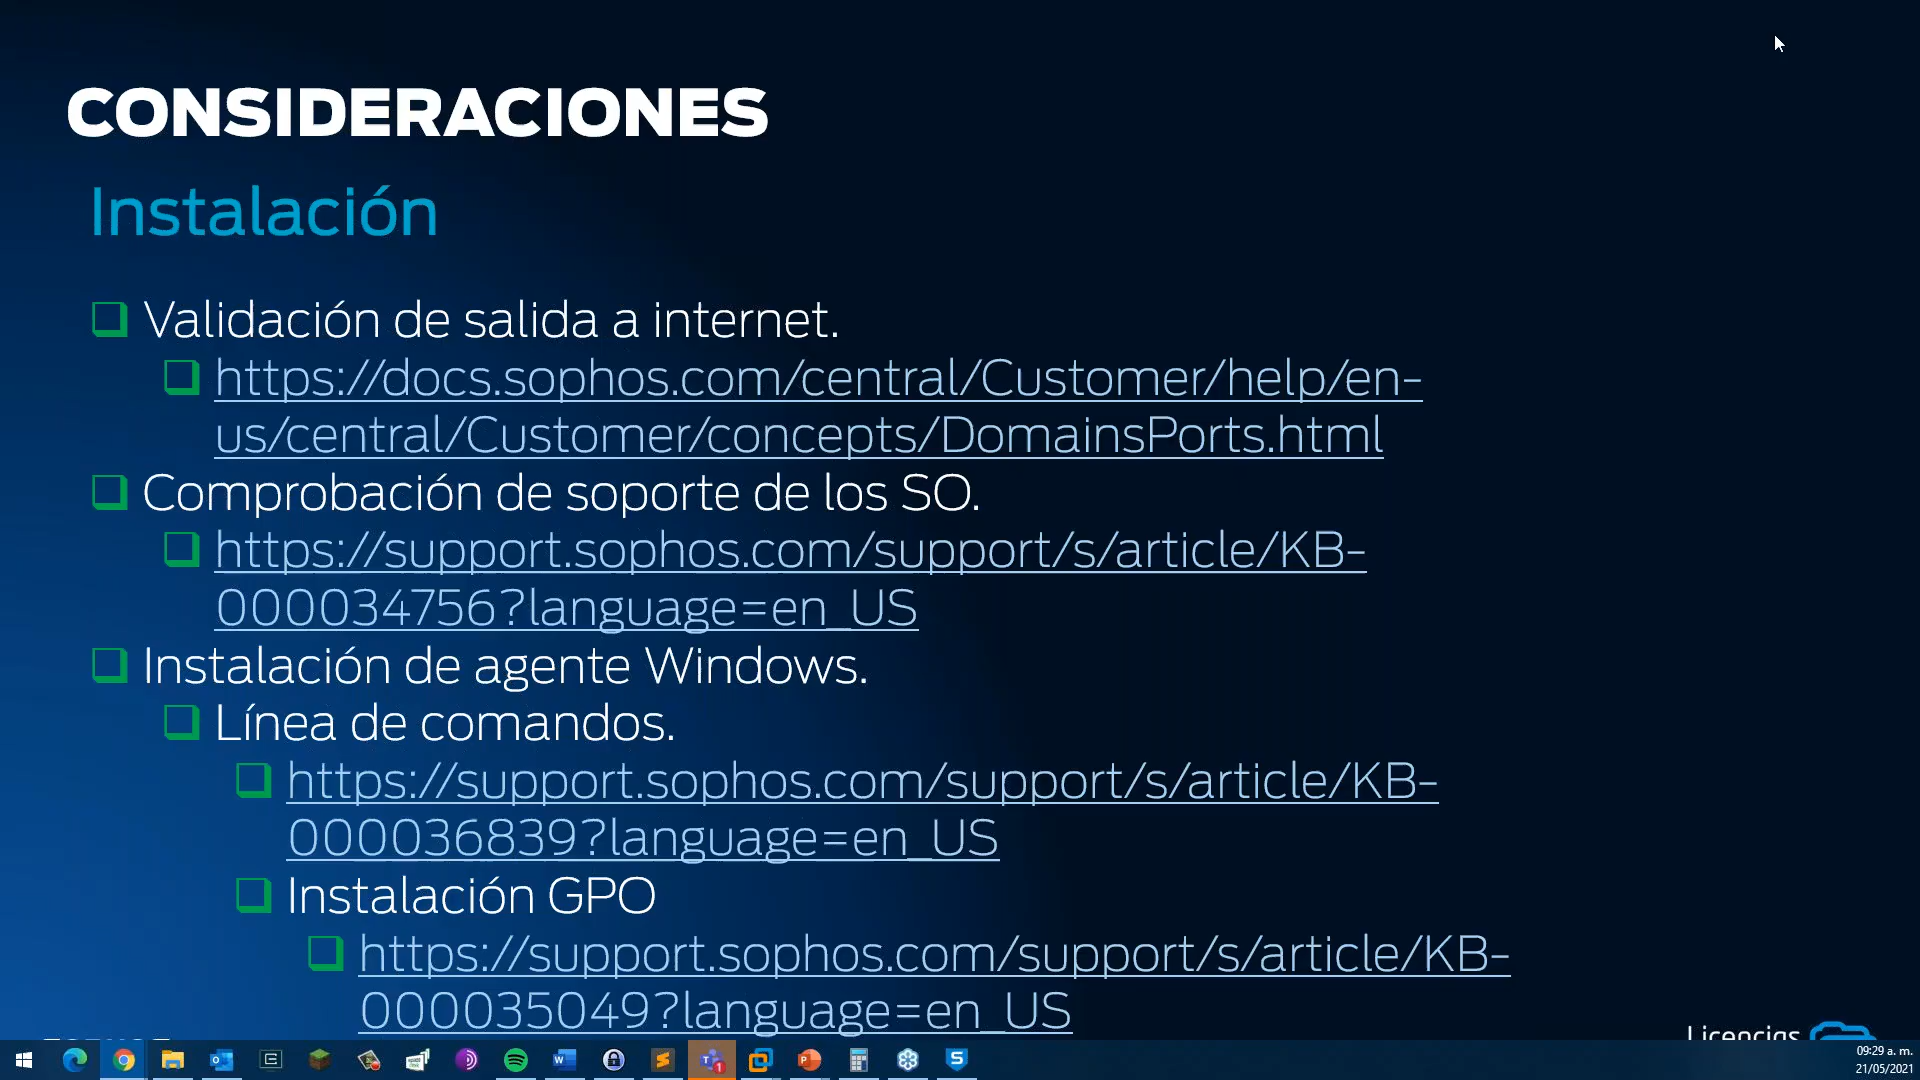 CONSIDERACIONES
Instalación
Validación de salida a internet.
https://docs.sophos.com/central/Customer/help/en-
us/central/Customer/concepts/DomainsPorts.html
Comprobación de soporte de los SO.
https://support.sophos.com/support/s/article/KB-
000034756?language=en_US
Instalación de agente Windows.
Línea de comandos.
https://support.sophos.com/support/s/article/KB-
000036839?language=en_US
Instalación GPO
https://support.sophos.com/support/s/article/KB-
000035049?language=en_US
Licencias
09:29 a. m.
21/05/2021